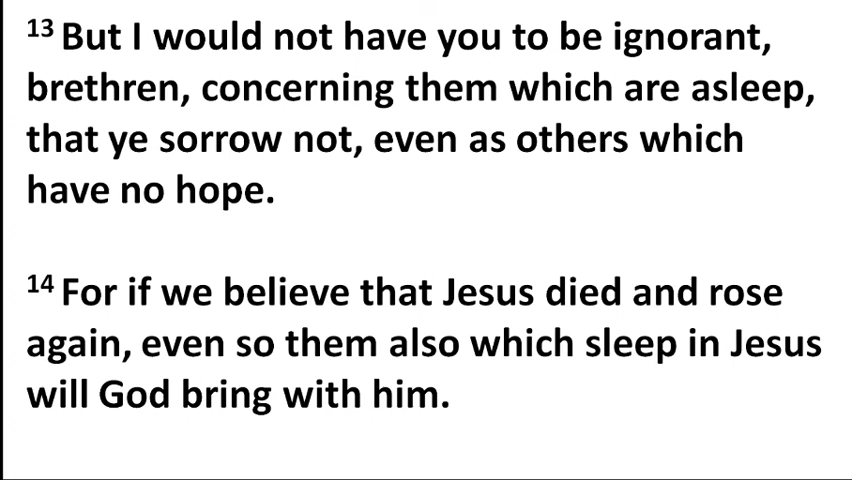 13 But I would not have you to be ignorant,
brethren, concerning them which are asleep,
that ye sorrow not, even as others which
have no hope.
14 For if we believe that Jesus died and rose
again, even so them also which sleep in Jesus
will God bring with him.